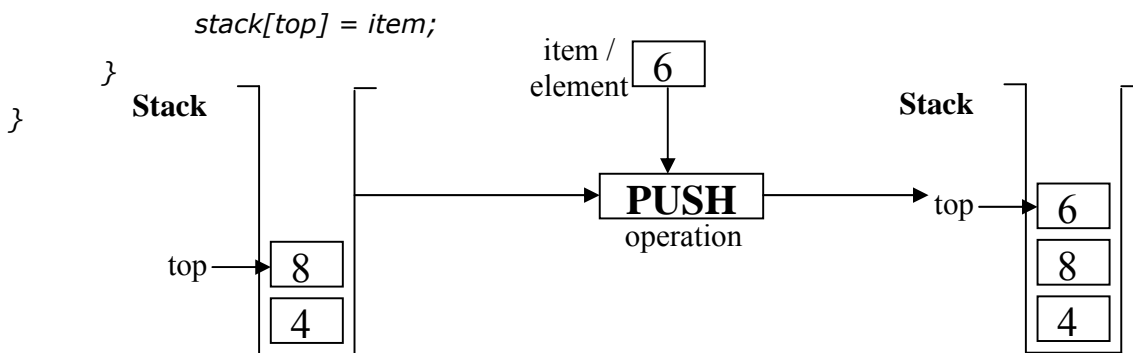 stack[top] = item;
}
}
item /
element
6
Stack
Stack
PUSH
operation
top
8
4
top
6
8
4